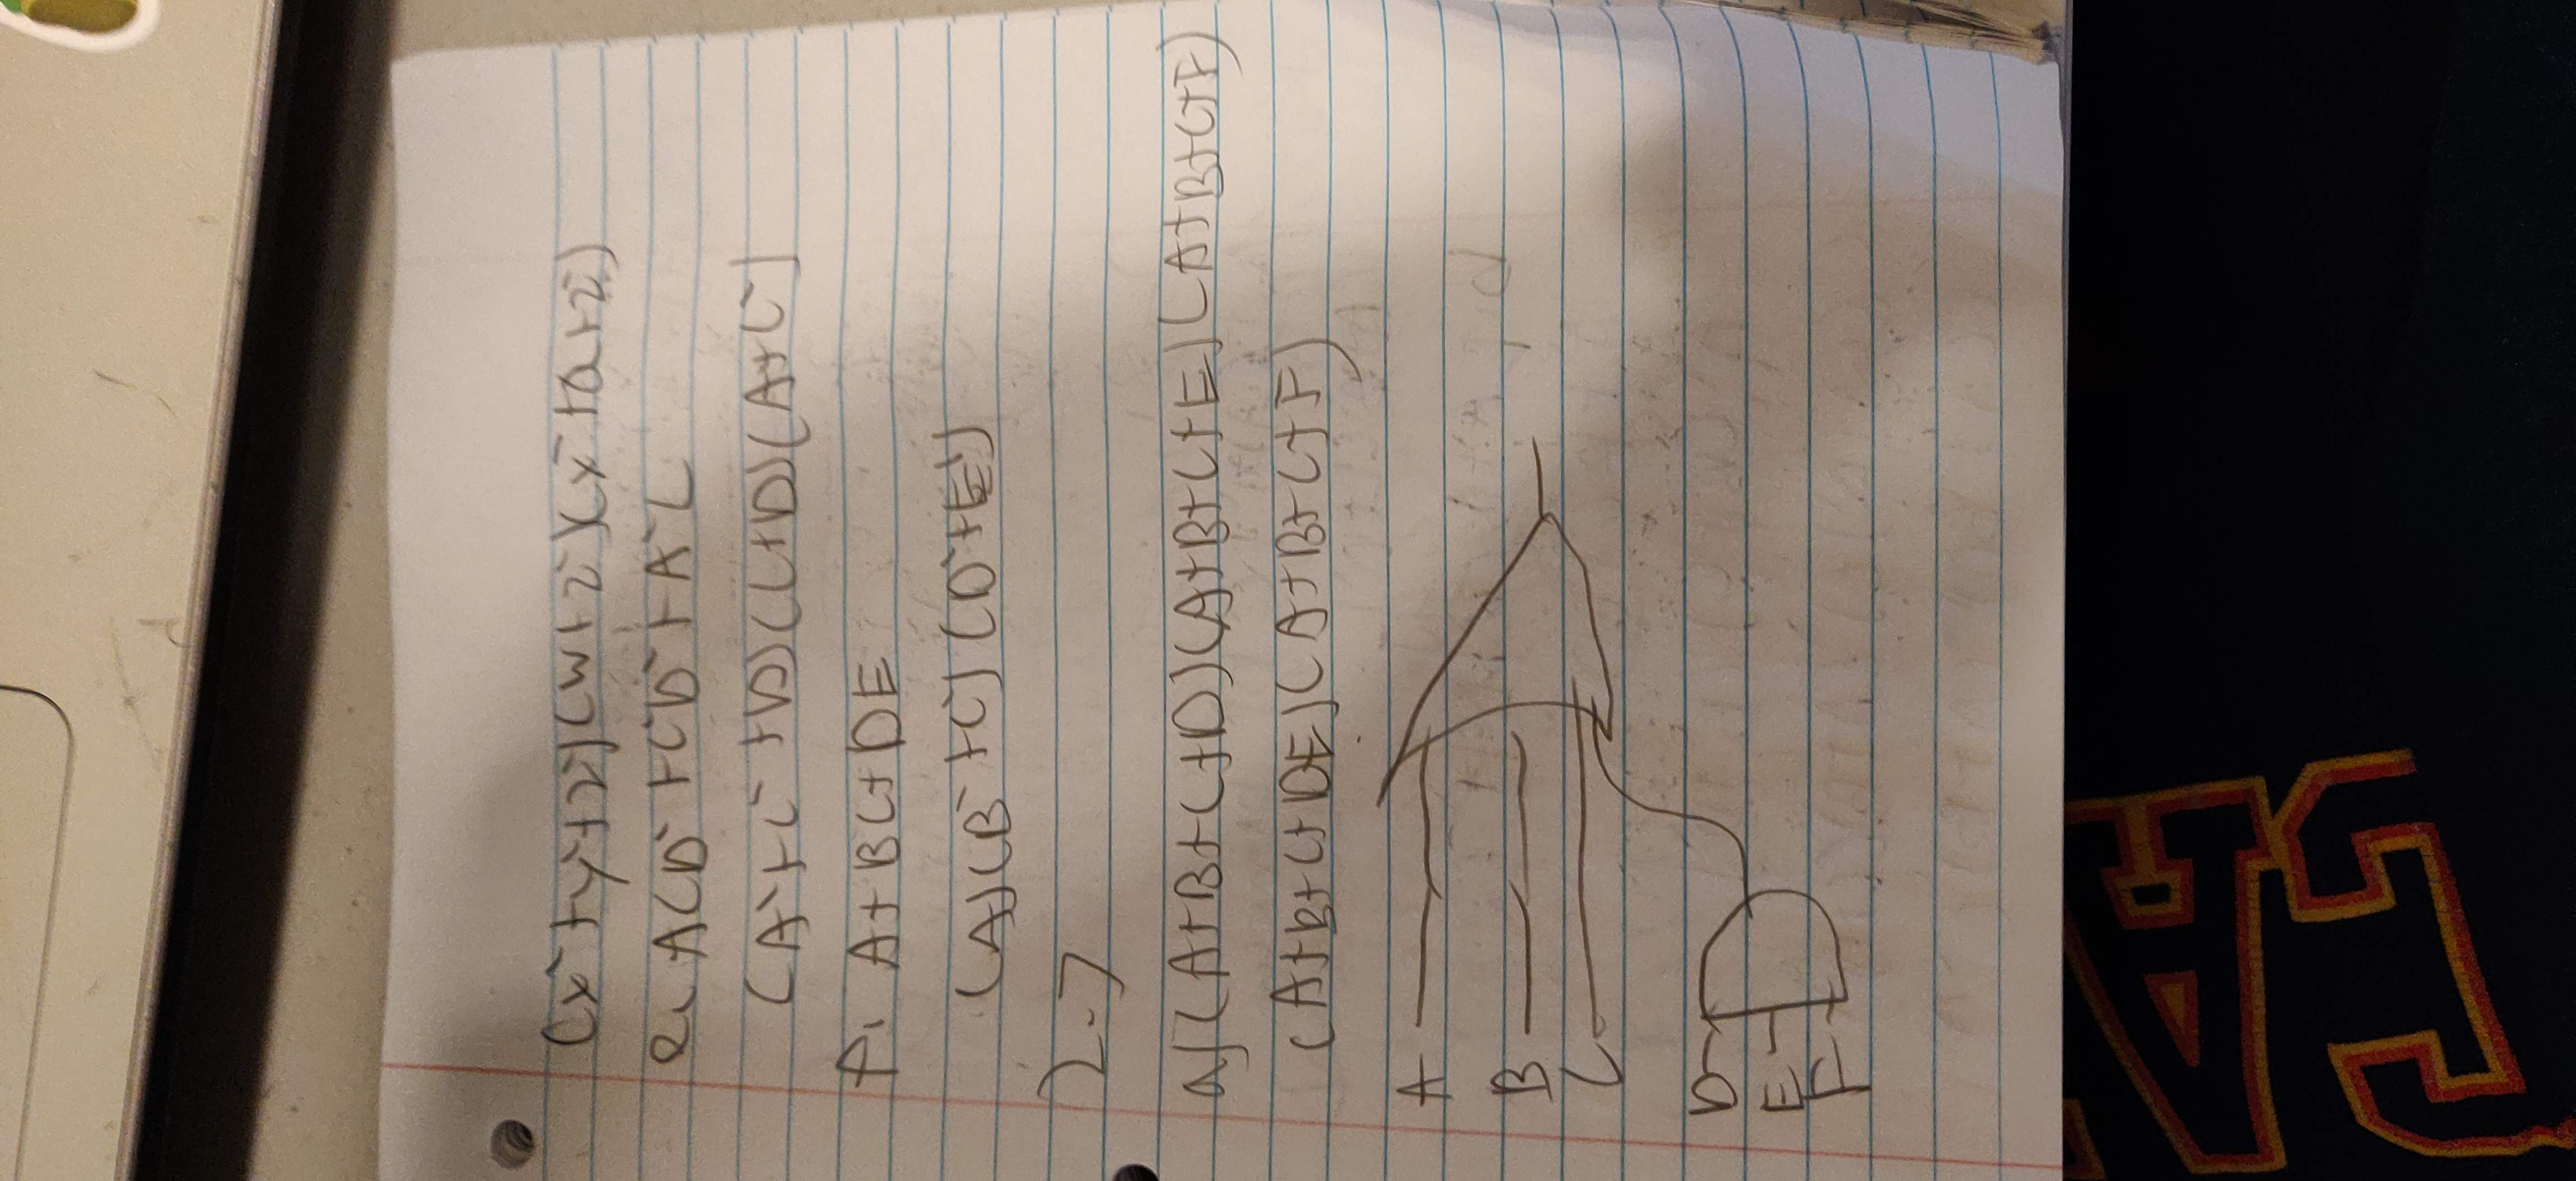 (x'+y'+z')(w+z')(x'+a+z')
e. ACD'+C'D'+A'C
(A'+C'+D)(C+D)(A+C')
f. A+BC+DE
(A)(B'+C')(D'+E')
2-7
a)(A+B+C+D)(A+B+C+E)(A+B+C+F)
(A+B+C+DE)(A+B+C+F)
A
B
C
D
E
F